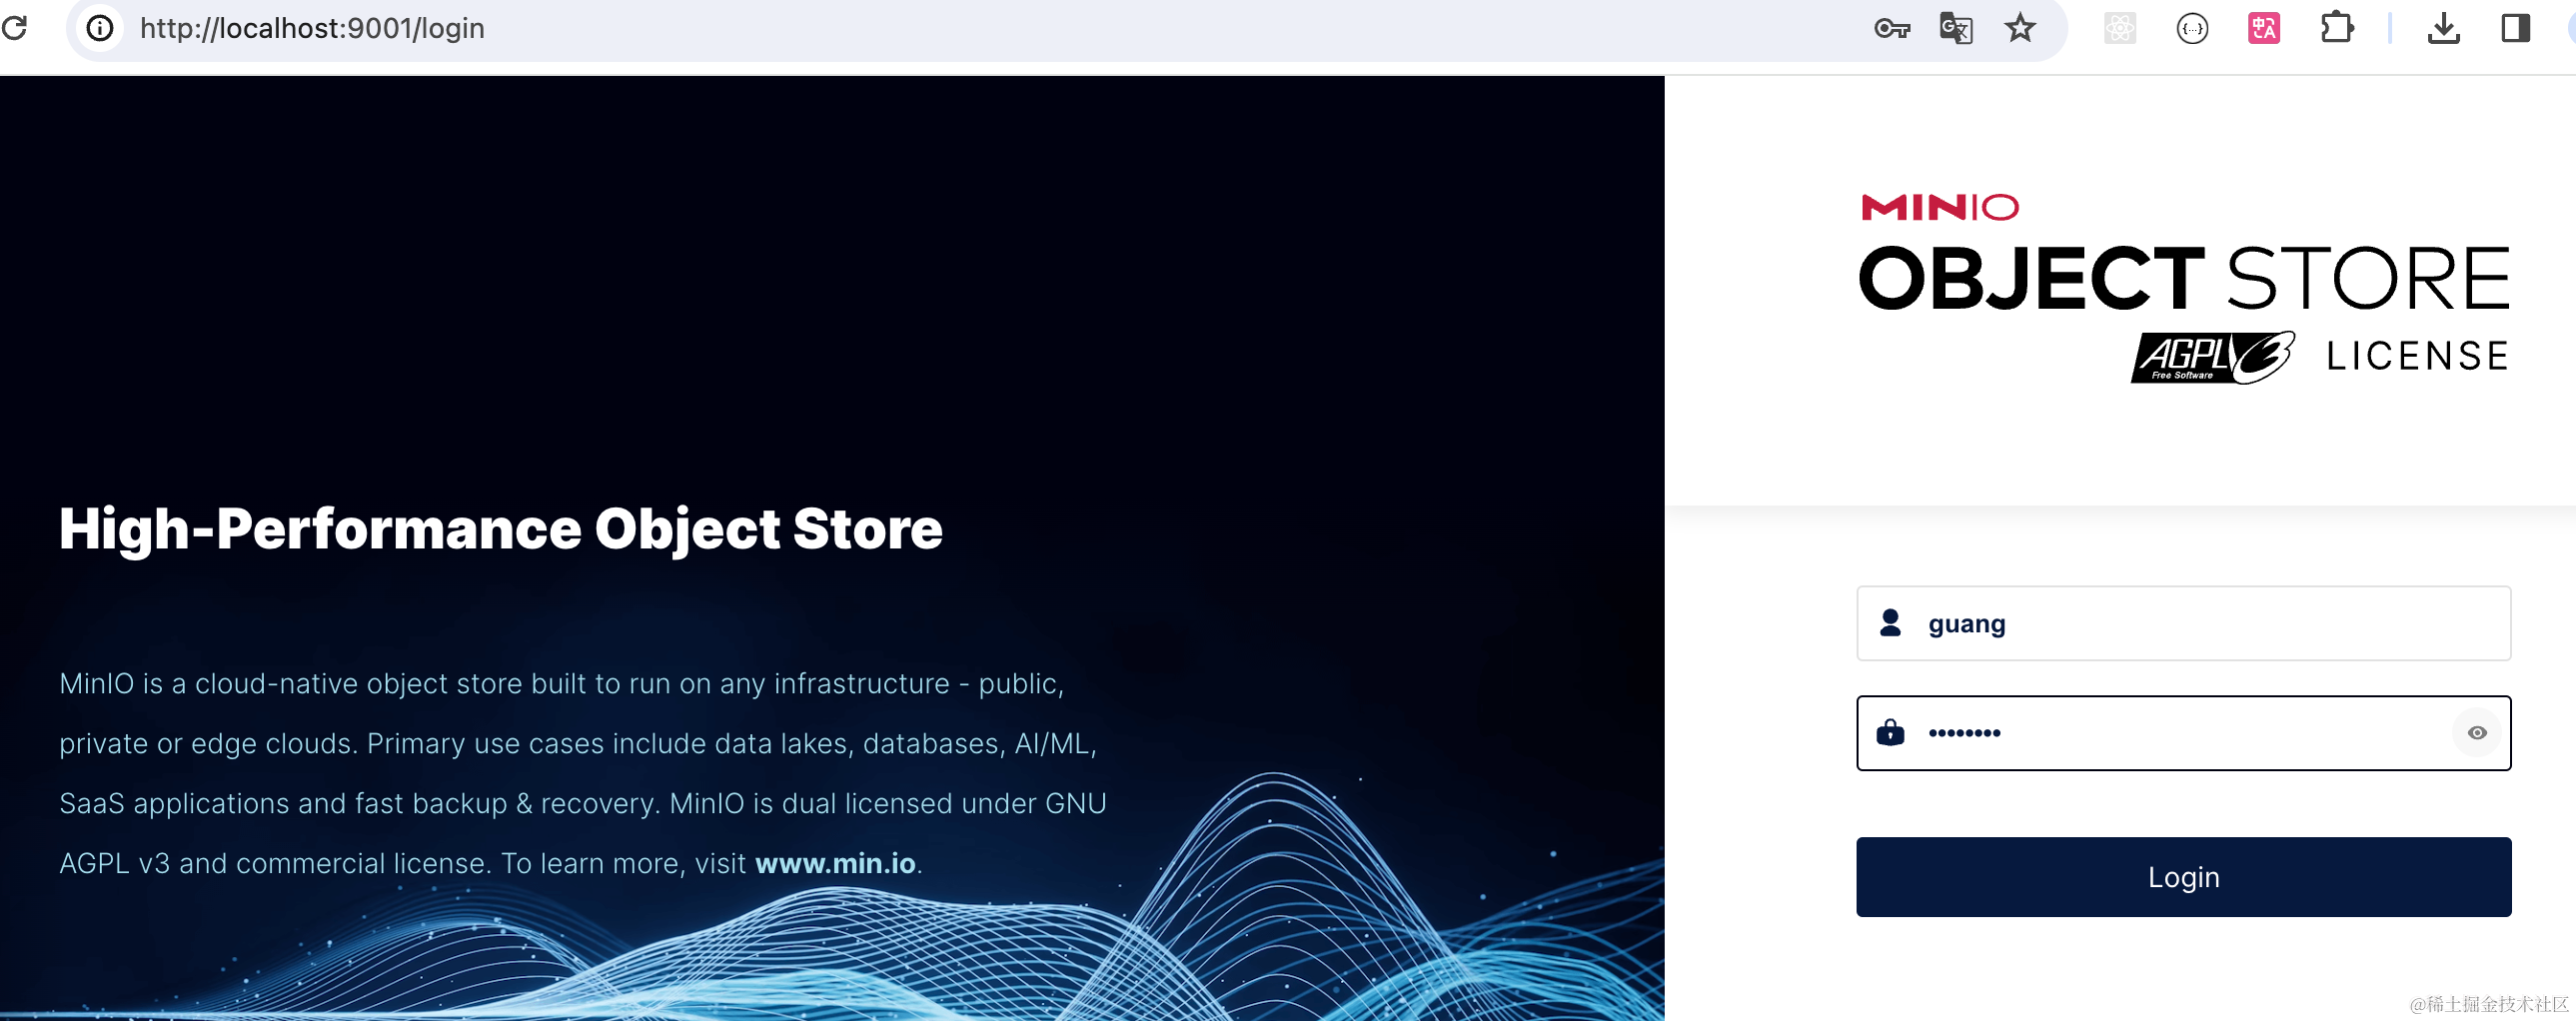 http://localhost:9001/login
High-Performance Object Store
MinIO is a cloud-native object store built to run on any infrastructure - public,
private or edge clouds. Primary use cases include data lakes, databases, AI/ML,
SaaS applications and fast backup & recovery. MinIO is dual licensed under GNU
AGPL v3 and commercial license. To learn more, visit www.min.io.
MINIO
OBJECT STORE
AGPLv3 LICENSE
Free Software
guang
••••••••
Login
@稀土掘金技术社区